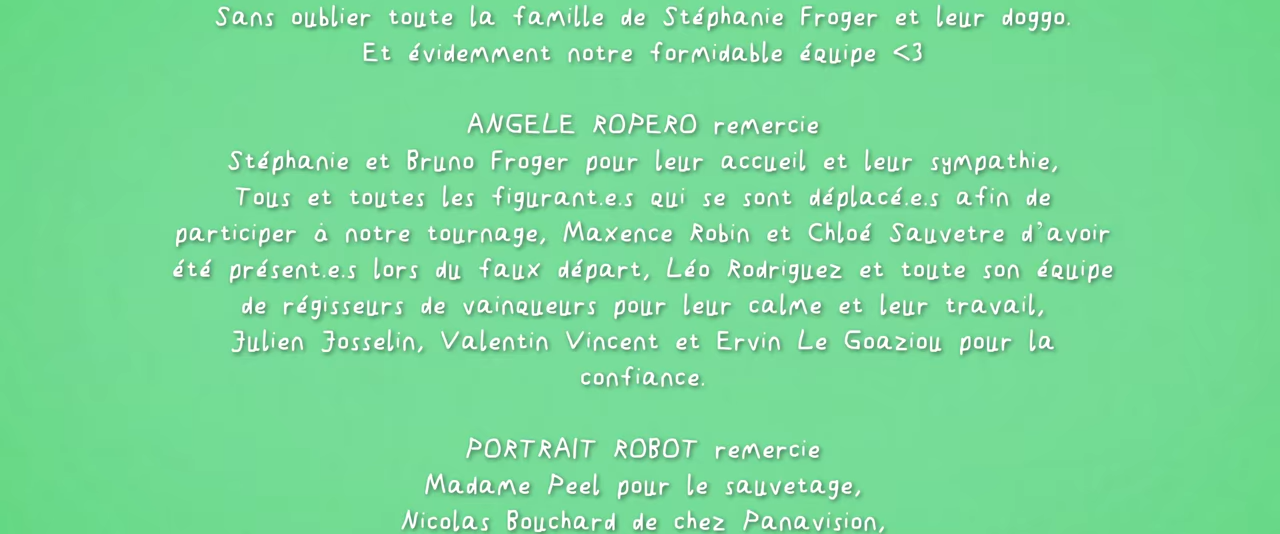 Sans oublier toute la famille de Stéphanie Froger et leur doggo.
Et évidemment notre formidable équipe <3
ANGELE ROPERO remercie
Stéphanie et Bruno Froger pour leur accueil et leur sympathie,
Tous et toutes les figurant.e.s qui se sont déplacé.e.s afin de
participer à notre tournage, Maxence Robin et Chloé Sauvetre d'avoir
été présent.e.s lors du faux départ, Léo Rodriguez et toute son équipe
de régisseurs de vainqueurs pour leur calme et leur travail,
Julien Josselin, Valentin Vincent et Ervin Le Goaziou pour la
confiance.
PORTRAIT ROBOT remercie
Madame Peel pour le sauvetage,
Nicolas Bouchard de chez Panavision,